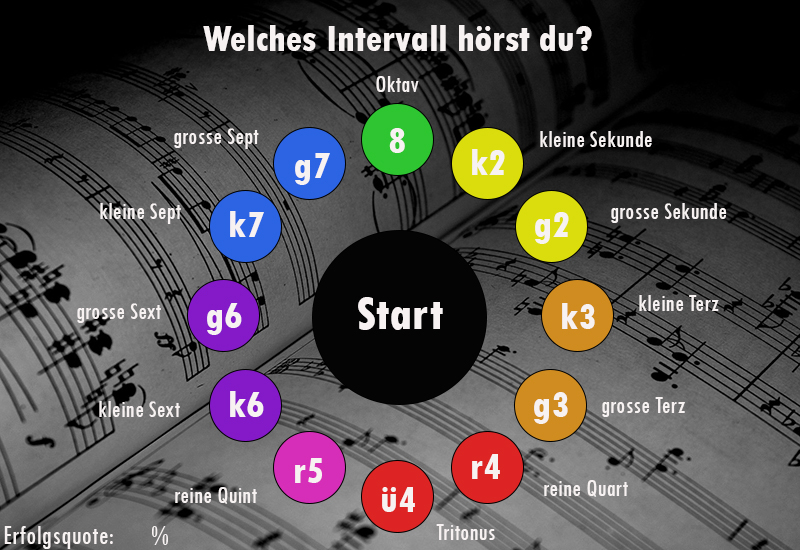 Welches Intervall hörst du?
Oktav
8
grosse Sept
g7
k2
kleine Sekunde
kleine Sept
k7
g2
grosse Sekunde
grosse Sext
g6
Start
k3
kleine Terz
kleine Sext
k6
g3
grosse Terz
reine Quint
r5
ü4
r4
reine Quart
Tritonus
Erfolgsquote: %